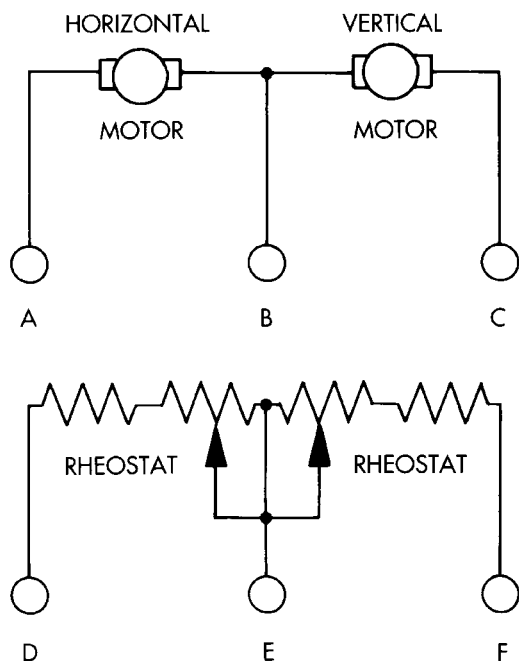 HORIZONTAL VERTICAL
MOTOR MOTOR
A B C
RHEOSTAT RHEOSTAT
D E F